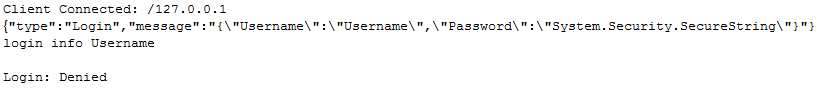 Client Connected: /127.0.0.1
{"type":"Login","message":"{\"Username\":\"Username\",\"Password\":\"System.Security.SecureString\"}"}
login info Username
Login: Denied